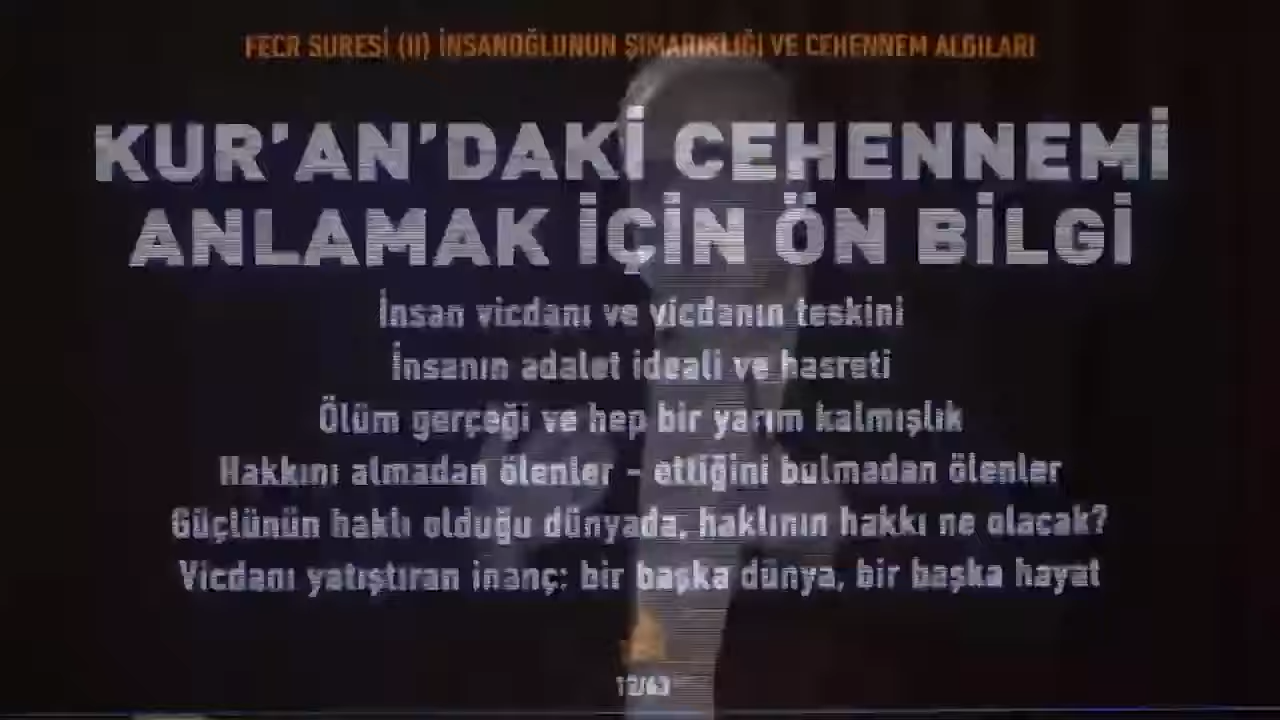 FECR SURESİ (II) İNSANOĞLUNUN ŞIMARIKLIĞI VE CEHENNEM ALGILARI
KUR'AN'DAKİ CEHENNEMİ
ANLAMAK İÇİN ÖN BİLGİ
İnsan vicdanı ve vicdanın teskini
İnsanın adalet ideali ve hasreti
Ölüm gerçeği ve hep bir yarım kalmışlık
Hakkını almadan ölenler - ettiğini bulmadan ölenler
Güçlünün haklı olduğu dünyada, haklının hakkı ne olacak?
Vicdanı yatıştıran inanç: bir başka dünya, bir başka hayat